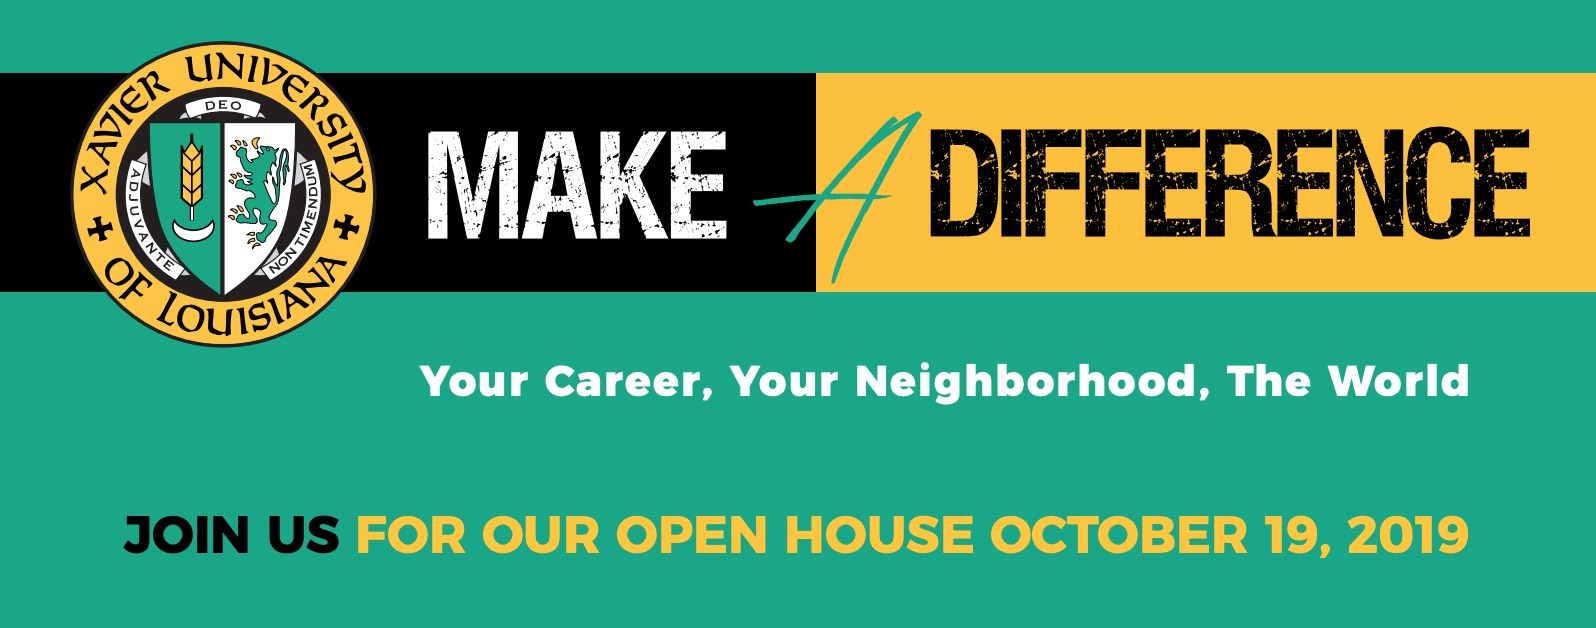 XAVIER UNIVERSITY
OF LOUISIANA
DEO
ADJUVANTE
NON TIMENDUM
MAKE A DIFFERENCE
Your Career, Your Neighborhood, The World
JOIN US FOR OUR OPEN HOUSE OCTOBER 19, 2019